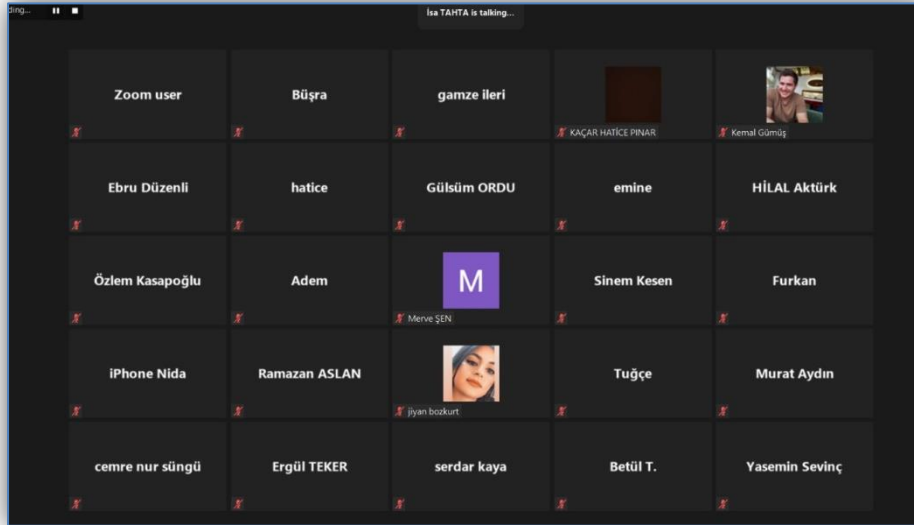 ding...
İsa TAHTA is talking...
Zoom user
Büşra
gamze ileri
KAÇAR HATİCE PINAR
Kemal Gümüş
Ebru Düzenli
hatice
Gülsüm ORDU
emine
HİLAL Aktürk
Özlem Kasapoğlu
Adem
M
Merve ŞEN
Sinem Kesen
Furkan
iPhone Nida
Ramazan ASLAN
jiyan bozkurt
Tuğçe
Murat Aydın
cemre nur süngü
Ergül TEKER
serdar kaya
Betül T.
Yasemin Sevinç